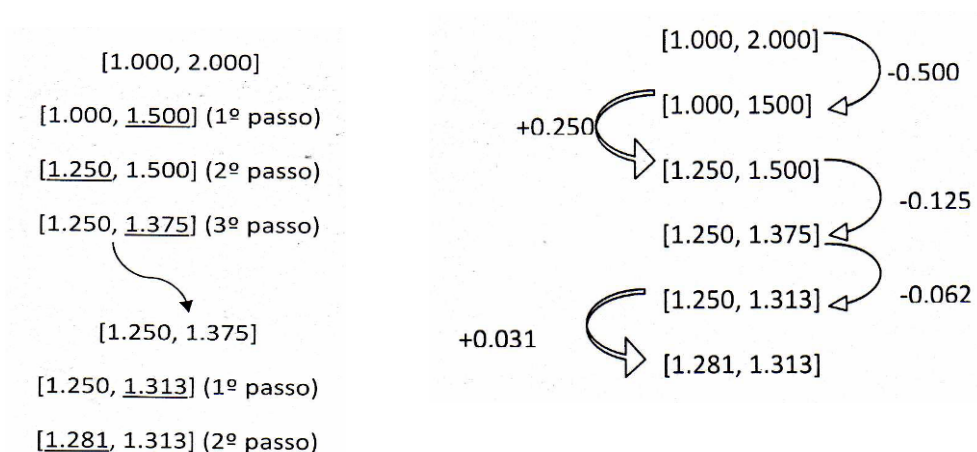 [1.000, 2.000]
[1.000, 1.500] (1º passo)
[1.250, 1.500] (2º passo)
[1.250, 1.375] (3º passo)
[1.250, 1.375]
[1.250, 1.313] (1º passo)
[1.281, 1.313] (2º passo)
[1.000, 2.000]
-0.500
[1.000, 1500]
+0.250
[1.250, 1.500]
-0.125
[1.250, 1.375]
-0.062
[1.250, 1.313]
+0.031
[1.281, 1.313]